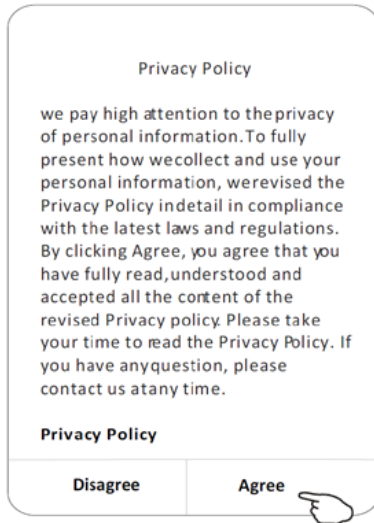 Privacy Policy
we pay high attention to theprivacy
of personal information.To fully
present how wecollect and use your
personal information, werevised the
Privacy Policy indetail in compliance
with the latest laws and regulations.
By clicking Agree, you agree that you
have fully read,understood and
accepted all the content of the
revised Privacy policy. Please take
your time to read the Privacy Policy. If
you have anyquestion, please
contact us atany time.
Privacy Policy
Disagree Agree